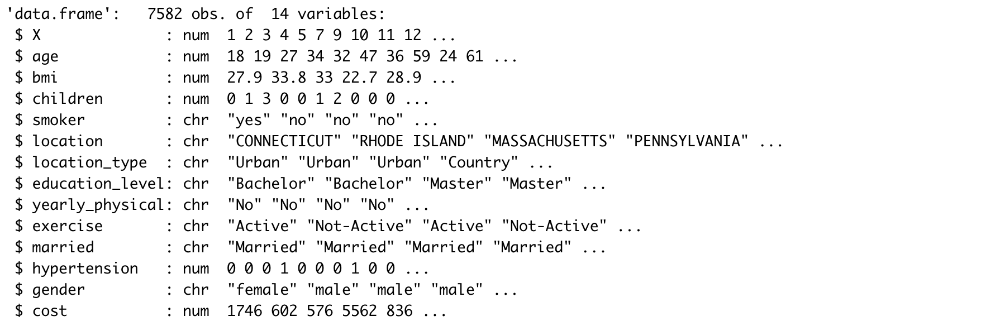 'data.frame':   7582 obs. of  14 variables:
 $ X              : num  1 2 3 4 5 7 9 10 11 12 ...
 $ age            : num  18 19 27 34 32 47 36 59 24 61 ...
 $ bmi            : num  27.9 33.8 33 22.7 28.9 ...
 $ children       : num  0 1 3 0 0 1 2 0 0 0 ...
 $ smoker         : chr  "yes" "no" "no" "no" ...
 $ location       : chr  "CONNECTICUT" "RHODE ISLAND" "MASSACHUSETTS" "PENNSYLVANIA" ...
 $ location_type  : chr  "Urban" "Urban" "Urban" "Country" ...
 $ education_level: chr  "Bachelor" "Bachelor" "Master" "Master" ...
 $ yearly_physical: chr  "No" "No" "No" "No" ...
 $ exercise       : chr  "Active" "Not-Active" "Active" "Not-Active" ...
 $ married        : chr  "Married" "Married" "Married" "Married" ...
 $ hypertension   : num  0 0 0 1 0 0 0 1 0 0 ...
 $ gender         : chr  "female" "male" "male" "male" ...
 $ cost           : num  1746 602 576 5562 836 ...